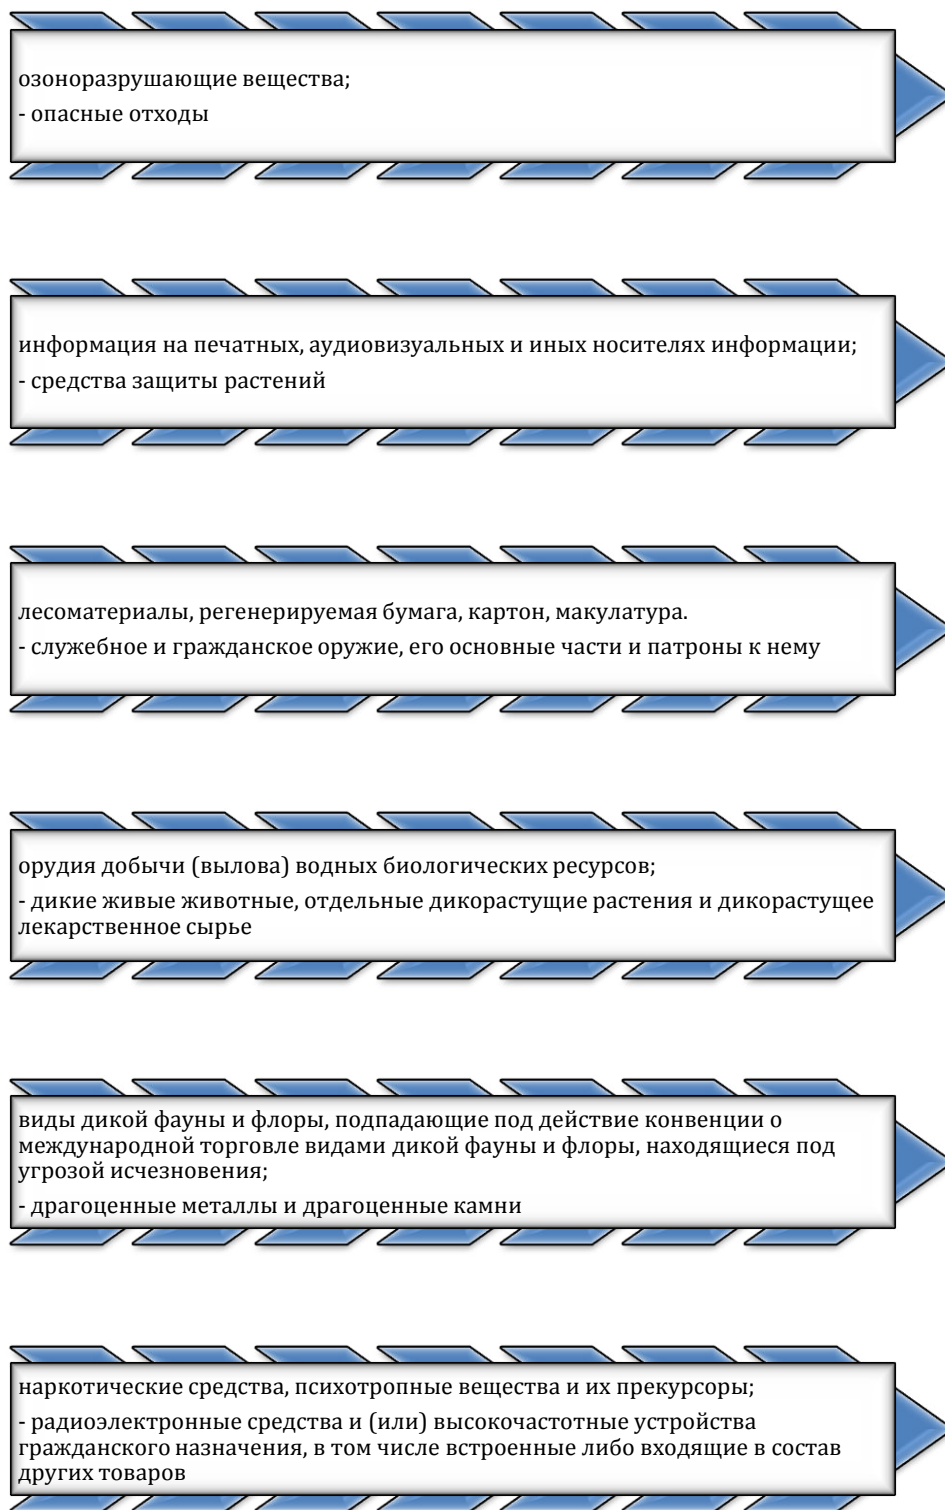 озоноразрушающие вещества;
- опасные отходы
информация на печатных, аудиовизуальных и иных носителях информации;
- средства защиты растений
лесоматериалы, регенерируемая бумага, картон, макулатура.
- служебное и гражданское оружие, его основные части и патроны к нему
орудия добычи (вылова) водных биологических ресурсов;
- дикие живые животные, отдельные дикорастущие растения и дикорастущее
лекарственное сырье
виды дикой фауны и флоры, подпадающие под действие конвенции о
международной торговле видами дикой фауны и флоры, находящиеся под
угрозой исчезновения;
- драгоценные металлы и драгоценные камни
наркотические средства, психотропные вещества и их прекурсоры;
- радиоэлектронные средства и (или) высокочастотные устройства
гражданского назначения, в том числе встроенные либо входящие в состав
других товаров